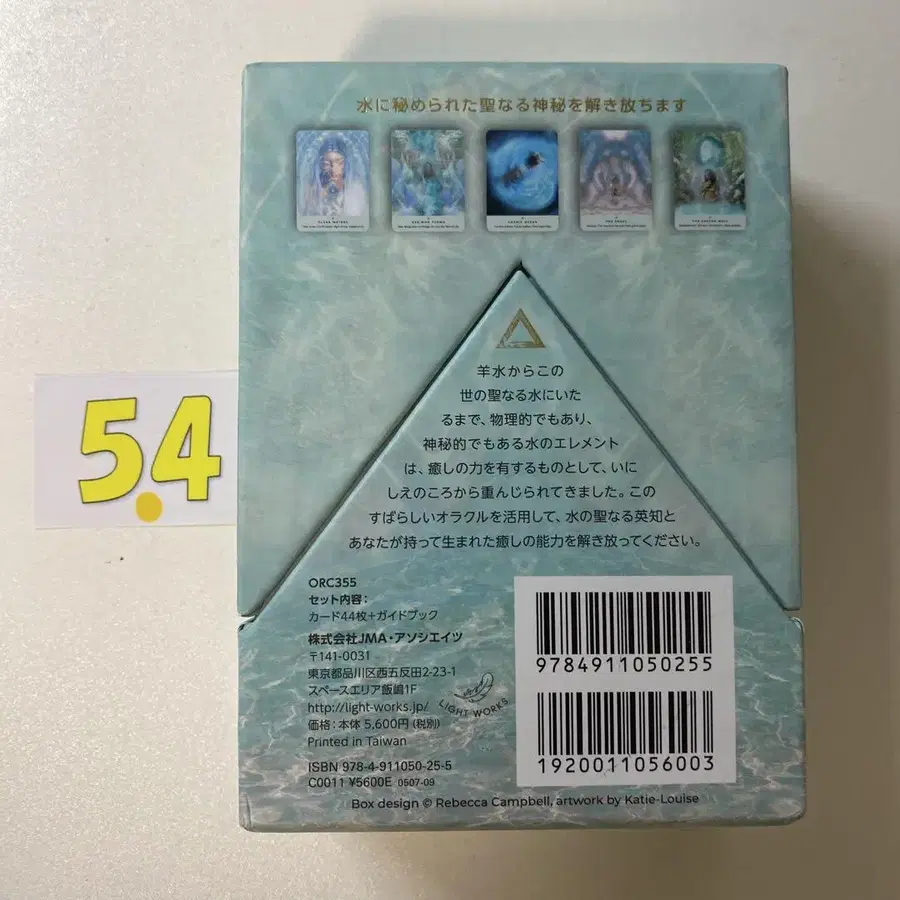 水に秘められた聖なる神秘を解き放ちます
CLEAR WATERS
COSMIC OCEAN
54
羊水からこの
世の聖なる水にいた
るまで、物理的でもあり、
神秘的でもある水のエレメント
は、癒しの力を有するものとして、いに
しえのころから重んじられてきました。この
すばらしいオラクルを活用して、水の聖なる英知と
あなたが持って生まれた癒しの能力を解き放ってください。
ORC355
セット内容：
カード44枚+ガイドブック
株式会社JMA・アソシエイツ
〒141-0031
東京都品川区西五反田2-23-1
スペースエリア飯嶋1F
http://light-works.jp/
LIGHT WORKS
価格：本体 5,600円（税別）
Printed in Taiwan
ISBN 978-4-911050-25-5
C0011 ¥5600E 0507-09
9784911050255
1920011056003
Box design © Rebecca Campbell, artwork by Katie-Louise